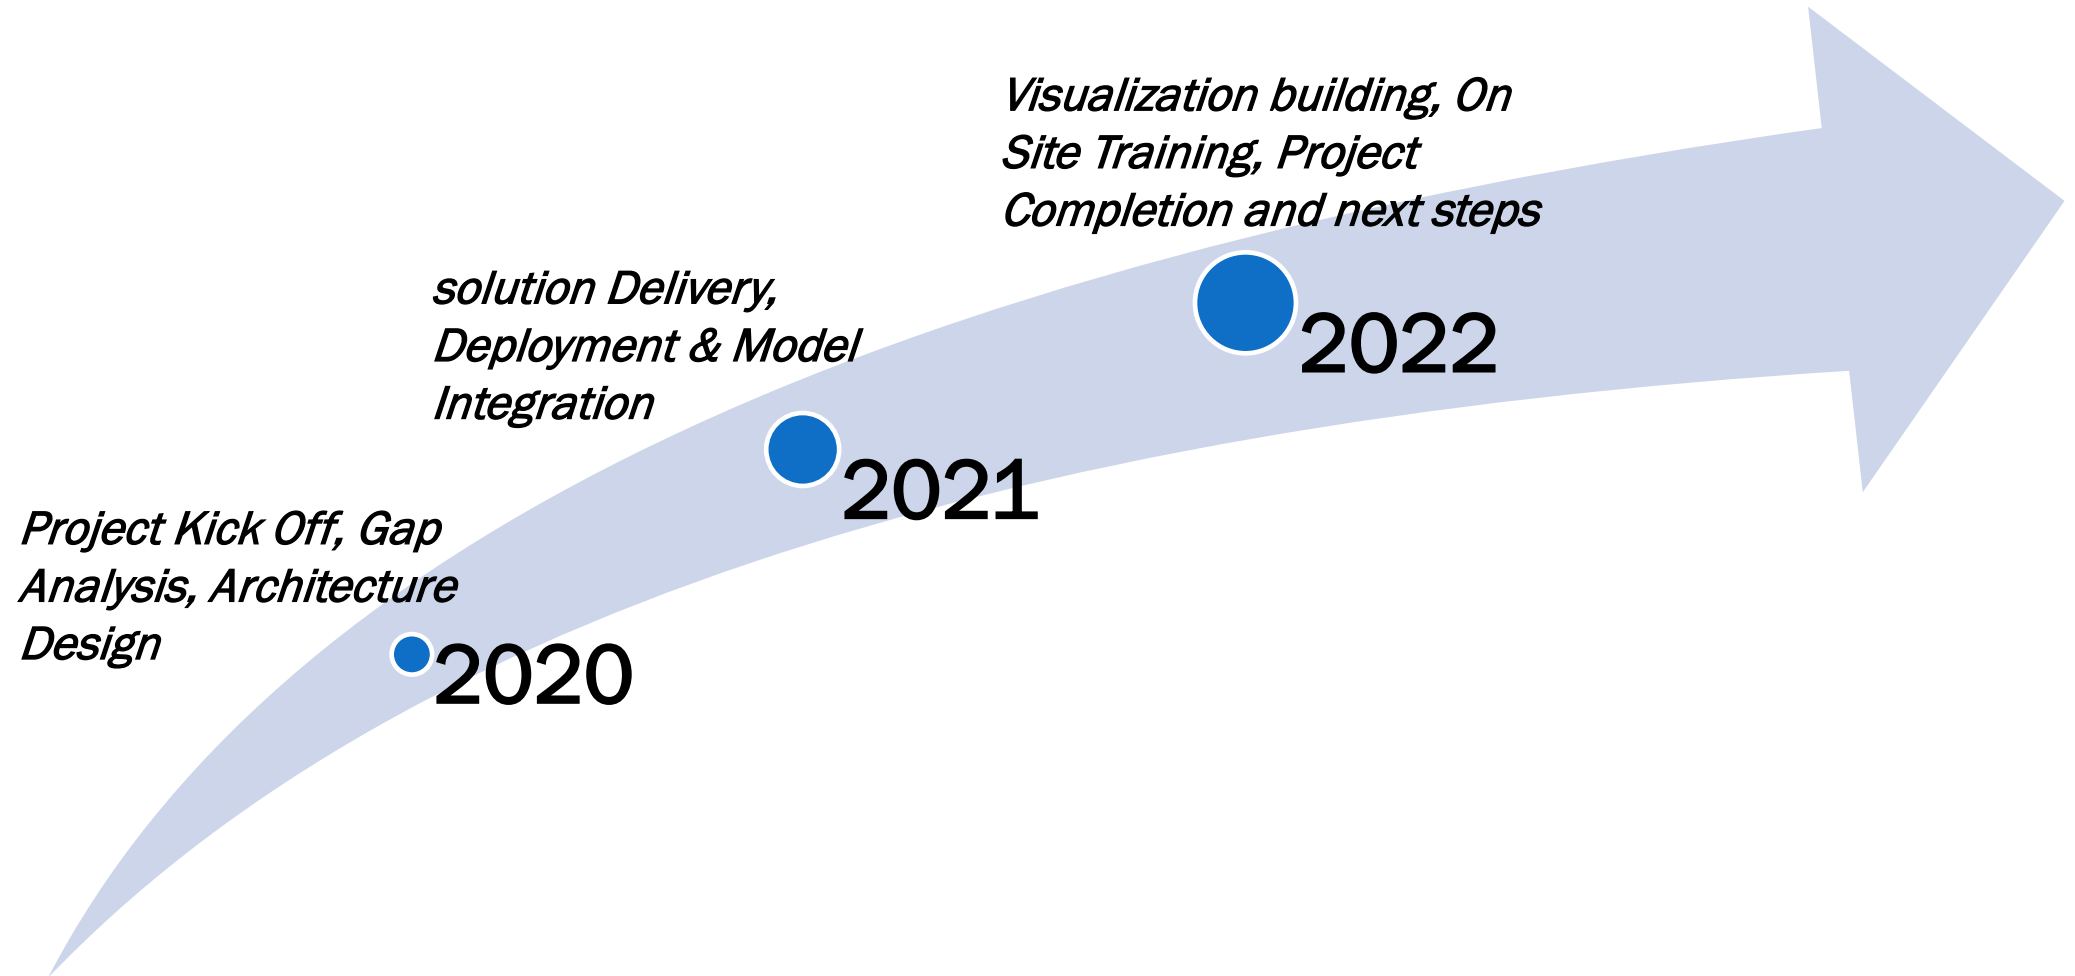 Visualization building, On
Site Training, Project
Completion and next steps
2022
solution Delivery,
Deployment & Model
Integration
2021
Project Kick Off, Gap
Analysis, Architecture
Design
2020